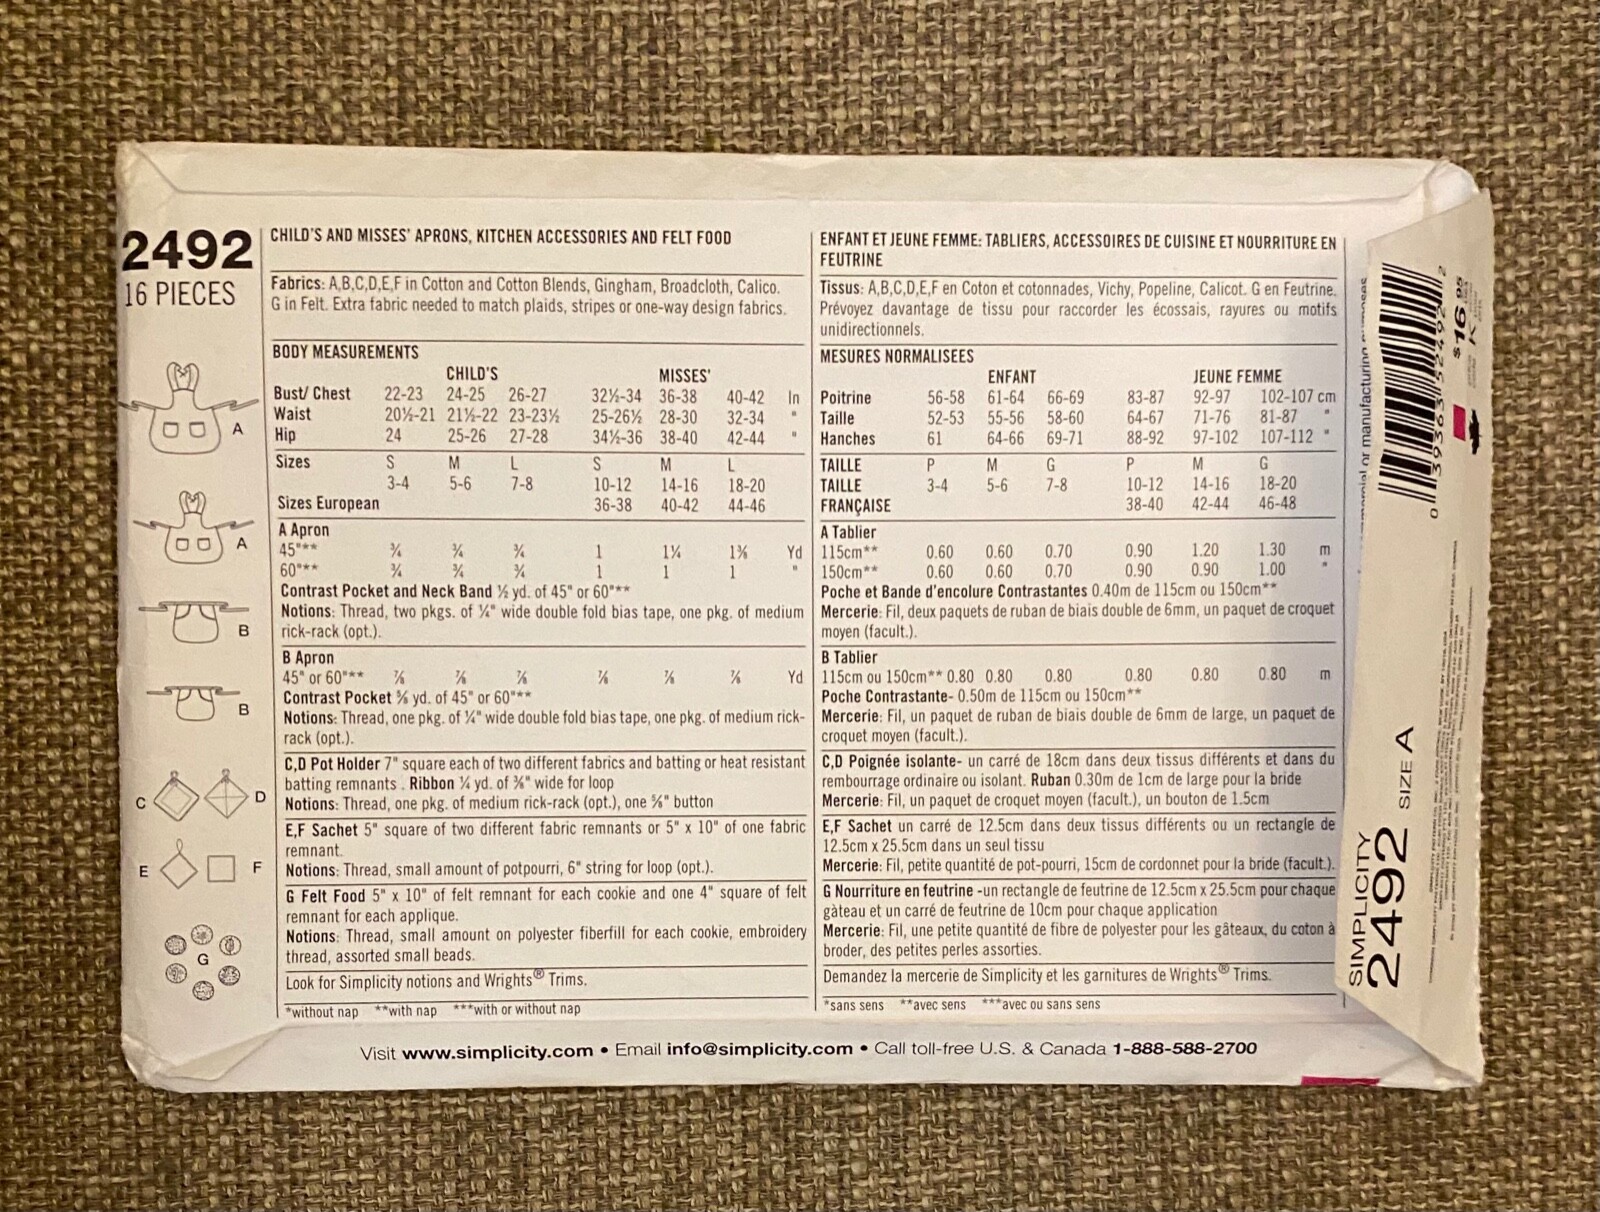 2492
16 PIECES
A
A
B
B
C
D
E
F
G
CHILD'S AND MISSES' APRONS, KITCHEN ACCESSORIES AND FELT FOOD
Fabrics: A,B,C,D,E,F in Cotton and Cotton Blends, Gingham, Broadcloth, Calico.
G in Felt. Extra fabric needed to match plaids, stripes or one-way design fabrics.
BODY MEASUREMENTS
CHILD'S MISSES'
Bust/ Chest 22-23 24-25 26-27 32½-34 36-38 40-42 In
Waist 20½-21 21½-22 23-23½ 25-26½ 28-30 32-34 "
Hip 24 25-26 27-28 34½-36 38-40 42-44 "
Sizes S M L S M L
3-4 5-6 7-8 10-12 14-16 18-20
Sizes European 36-38 40-42 44-46
A Apron
45"** ¾ ¾ ¾ 1 1¼ 1⅜ Yd
60"** ¾ ¾ ¾ 1 1 1 "
Contrast Pocket and Neck Band ½ yd. of 45" or 60"**
Notions: Thread, two pkgs. of ¼" wide double fold bias tape, one pkg. of medium
rick-rack (opt.).
B Apron
45" or 60"** ⅞ ⅞ ⅞ ⅞ ⅞ ⅞ Yd
Contrast Pocket ⅝ yd. of 45" or 60"**
Notions: Thread, one pkg. of ¼" wide double fold bias tape, one pkg. of medium rick-
rack (opt.).
C,D Pot Holder 7" square each of two different fabrics and batting or heat resistant
batting remnants . Ribbon ¼ yd. of ⅜" wide for loop
Notions: Thread, one pkg. of medium rick-rack (opt.), one ⅝" button
E,F Sachet 5" square of two different fabric remnants or 5" x 10" of one fabric
remnant.
Notions: Thread, small amount of potpourri, 6" string for loop (opt.).
G Felt Food 5" x 10" of felt remnant for each cookie and one 4" square of felt
remnant for each applique.
Notions: Thread, small amount on polyester fiberfill for each cookie, embroidery
thread, assorted small beads.
Look for Simplicity notions and Wrights® Trims.
*without nap **with nap ***with or without nap
ENFANT ET JEUNE FEMME: TABLIERS, ACCESSOIRES DE CUISINE ET NOURRITURE EN
FEUTRINE
Tissus: A,B,C,D,E,F en Coton et cotonnades, Vichy, Popeline, Calicot. G en Feutrine.
Prévoyez davantage de tissu pour raccorder les écossais, rayures ou motifs
unidirectionnels.
MESURES NORMALISEES
ENFANT JEUNE FEMME
Poitrine 56-58 61-64 66-69 83-87 92-97 102-107 cm
Taille 52-53 55-56 58-60 64-67 71-76 81-87 "
Hanches 61 64-66 69-71 88-92 97-102 107-112 "
TAILLE P M G P M G
TAILLE 3-4 5-6 7-8 10-12 14-16 18-20
FRANÇAISE 38-40 42-44 46-48
A Tablier
115cm** 0.60 0.60 0.70 0.90 1.20 1.30 m
150cm** 0.60 0.60 0.70 0.90 0.90 1.00 "
Poche et Bande d'encolure Contrastantes 0.40m de 115cm ou 150cm**
Mercerie: Fil, deux paquets de ruban de biais double de 6mm, un paquet de croquet
moyen (facult.).
B Tablier
115cm ou 150cm** 0.80 0.80 0.80 0.80 0.80 0.80 m
Poche Contrastante- 0.50m de 115cm ou 150cm**
Mercerie: Fil, un paquet de ruban de biais double de 6mm de large, un paquet de
croquet moyen (facult.).
C,D Poignée isolante- un carré de 18cm dans deux tissus différents et dans du
rembourrage ordinaire ou isolant. Ruban 0.30m de 1cm de large pour la bride
Mercerie: Fil, un paquet de croquet moyen (facult.), un bouton de 1.5cm
E,F Sachet un carré de 12.5cm dans deux tissus différents ou un rectangle de
12.5cm x 25.5cm dans un seul tissu
Mercerie: Fil, petite quantité de pot-pourri, 15cm de cordonnet pour la bride (facult.).
G Nourriture en feutrine -un rectangle de feutrine de 12.5cm x 25.5cm pour chaque
gàteau et un carré de feutrine de 10cm pour chaque application
Mercerie: Fil, une petite quantité de fibre de polyester pour les gâteaux, du coton à
broder, des petites perles assorties.
Demandez la mercerie de Simplicity et les garnitures de Wrights® Trims.
*sans sens **avec sens ***avec ou sans sens
Visit www.simplicity.com • Email info@simplicity.com • Call toll-free U.S. & Canada 1-888-588-2700
or manufacturing
SIMPLICITY
2492 SIZE A
$16.95
K